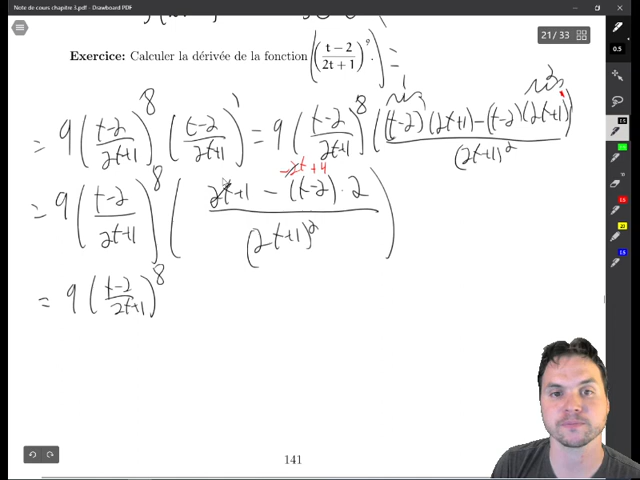 Note de cours chapitre 3.pdf * - Drawboard PDF
21 / 33
Exercice: Calculer la dérivée de la fonction ((t−2 / 2t+1)^9)' =
= 9 (t-2 / 2t+1)^8 (t-2 / 2t+1)' = 9 (t-2 / 2t+1)^8 ((t-2)'(2t+1) - (t-2)(2t+1)' / (2t+1)^2)
-2t + 4
= 9 (t-2 / 2t+1)^8 (2t+1 - (t-2) · 2 / (2t+1)^2)
= 9 (t-2 / 2t+1)^8
141
0.5